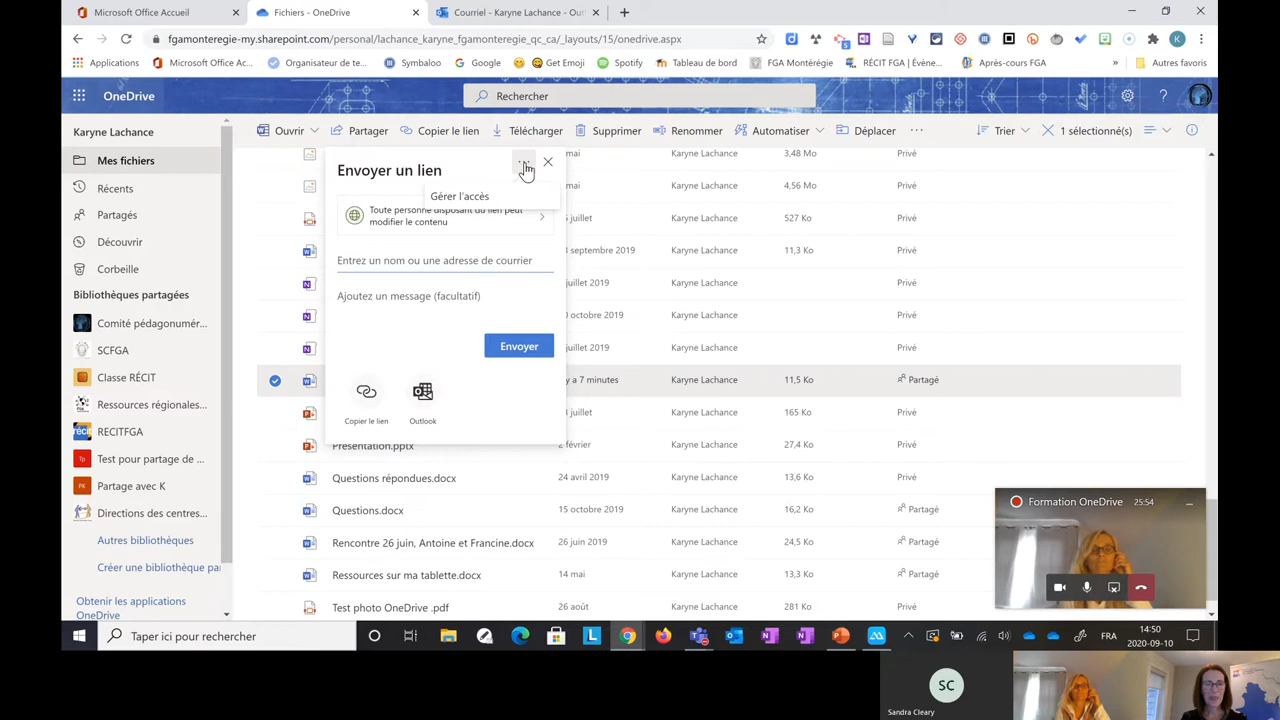 Microsoft Office Accueil
Fichiers - OneDrive
Courriel - Karyne Lachance - Out
fgamonteregie-my.sharepoint.com/personal/lachance_karyne_fgamonteregie_qc_ca/_layouts/15/onedrive.aspx
Applications
Microsoft Office Ac...
Organisateur de te...
Symbaloo
Google
Get Emoji
Spotify
Tableau de bord
FGA Montérégie
RÉCIT FGA | Évène...
Après-cours FGA
»
Autres favoris
OneDrive
Rechercher
Karyne Lachance
Ouvrir
Partager
Copier le lien
Télécharger
Supprimer
Renommer
Automatiser
Déplacer
Trier
1 sélectionné(s)
Mes fichiers
Récents
Partagés
Découvrir
Corbeille
Bibliothèques partagées
Comité pédagonumér...
SCFGA
Classe RÉCIT
Ressources régionales...
RECITFGA
Test pour partage de ...
Partage avec K
Directions des centres...
Autres bibliothèques
Créer une bibliothèque pa
Obtenir les applications
OneDrive
Envoyer un lien
Gérer l'accès
Toute personne disposant du lien peut
modifier le contenu
Entrez un nom ou une adresse de courrier
Ajoutez un message (facultatif)
Envoyer
Copier le lien
Outlook
mai Karyne Lachance 3,48 Mo Privé
mai Karyne Lachance 4,56 Mo Privé
juillet Karyne Lachance 527 Ko Privé
septembre 2019 Karyne Lachance 11,3 Ko Privé
juillet 2019 Karyne Lachance Privé
octobre 2019 Karyne Lachance Privé
juillet 2019 Karyne Lachance Privé
y a 7 minutes Karyne Lachance 11,5 Ko Partagé
juillet Karyne Lachance 165 Ko Privé
Présentation.pptx 2 février Karyne Lachance 27,4 Ko Privé
Questions répondues.docx 24 avril 2019 Karyne Lachance 13,6 Ko Privé
Questions.docx 15 octobre 2019 Karyne Lachance 16,2 Ko Partagé
Rencontre 26 juin, Antoine et Francine.docx 26 juin 2019 Karyne Lachance 24,5 Ko Partagé
Ressources sur ma tablette.docx 14 mai Karyne Lachance 13,3 Ko Partagé
Test photo OneDrive .pdf 26 août Karyne Lachance 281 Ko Privé
Formation OneDrive 25:54
Taper ici pour rechercher
FRA
14:50
2020-09-10
SC
Sandra Cleary